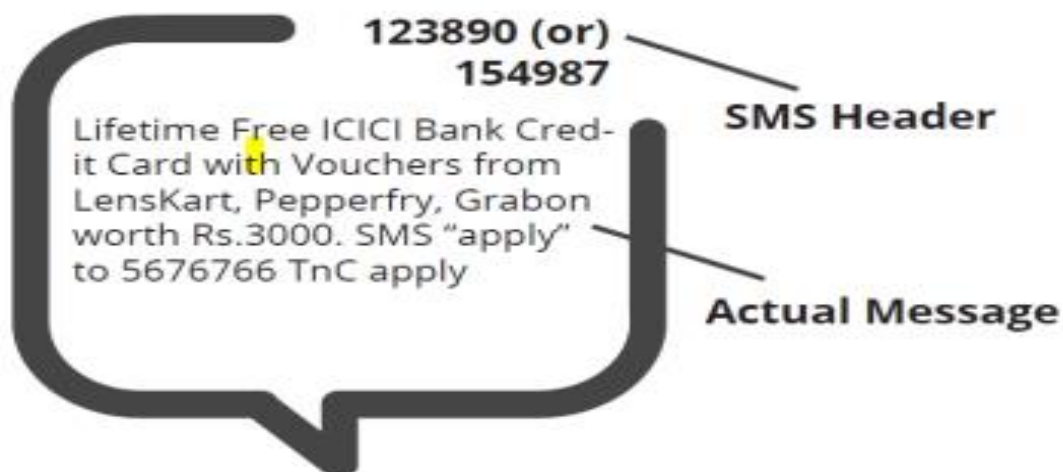 123890 (or)
154987
SMS Header
Lifetime Free ICICI Bank Cred-
it Card with Vouchers from
LensKart, Pepperfry, Grabon
worth Rs.3000. SMS “apply”
to 5676766 TnC apply
Actual Message